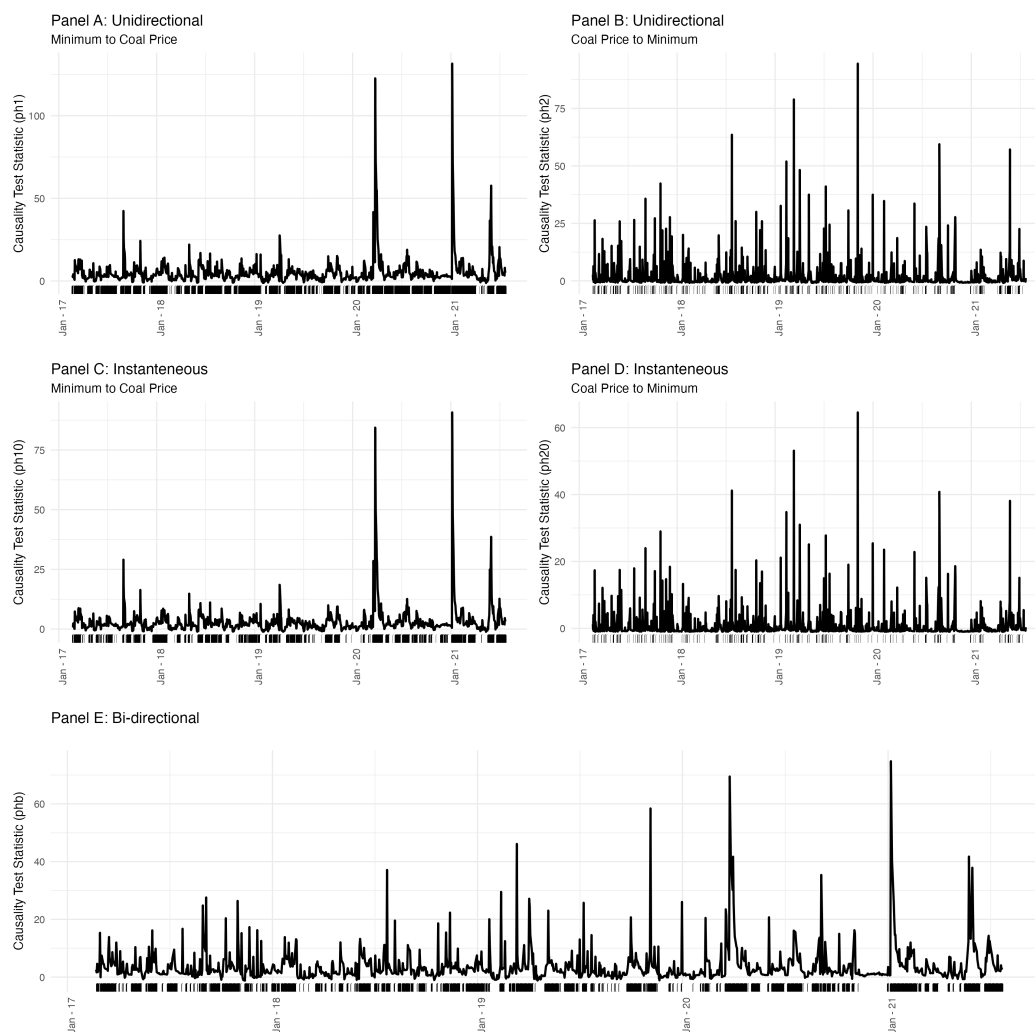 Panel A: Unidirectional
Minimum to Coal Price
Causality Test Statistic (ph1)
100
50
0
Jan - 17
Jan - 18
Jan - 19
Jan - 20
Jan - 21
Panel B: Unidirectional
Coal Price to Minimum
Causality Test Statistic (ph2)
75
50
25
0
Jan - 17
Jan - 18
Jan - 19
Jan - 20
Jan - 21
Panel C: Instanteneous
Minimum to Coal Price
Causality Test Statistic (ph10)
75
50
25
0
Jan - 17
Jan - 18
Jan - 19
Jan - 20
Jan - 21
Panel D: Instanteneous
Coal Price to Minimum
Causality Test Statistic (ph20)
60
40
20
0
Jan - 17
Jan - 18
Jan - 19
Jan - 20
Jan - 21
Panel E: Bi-directional
Causality Test Statistic (phb)
60
40
20
0
Jan - 17
Jan - 18
Jan - 19
Jan - 20
Jan - 21